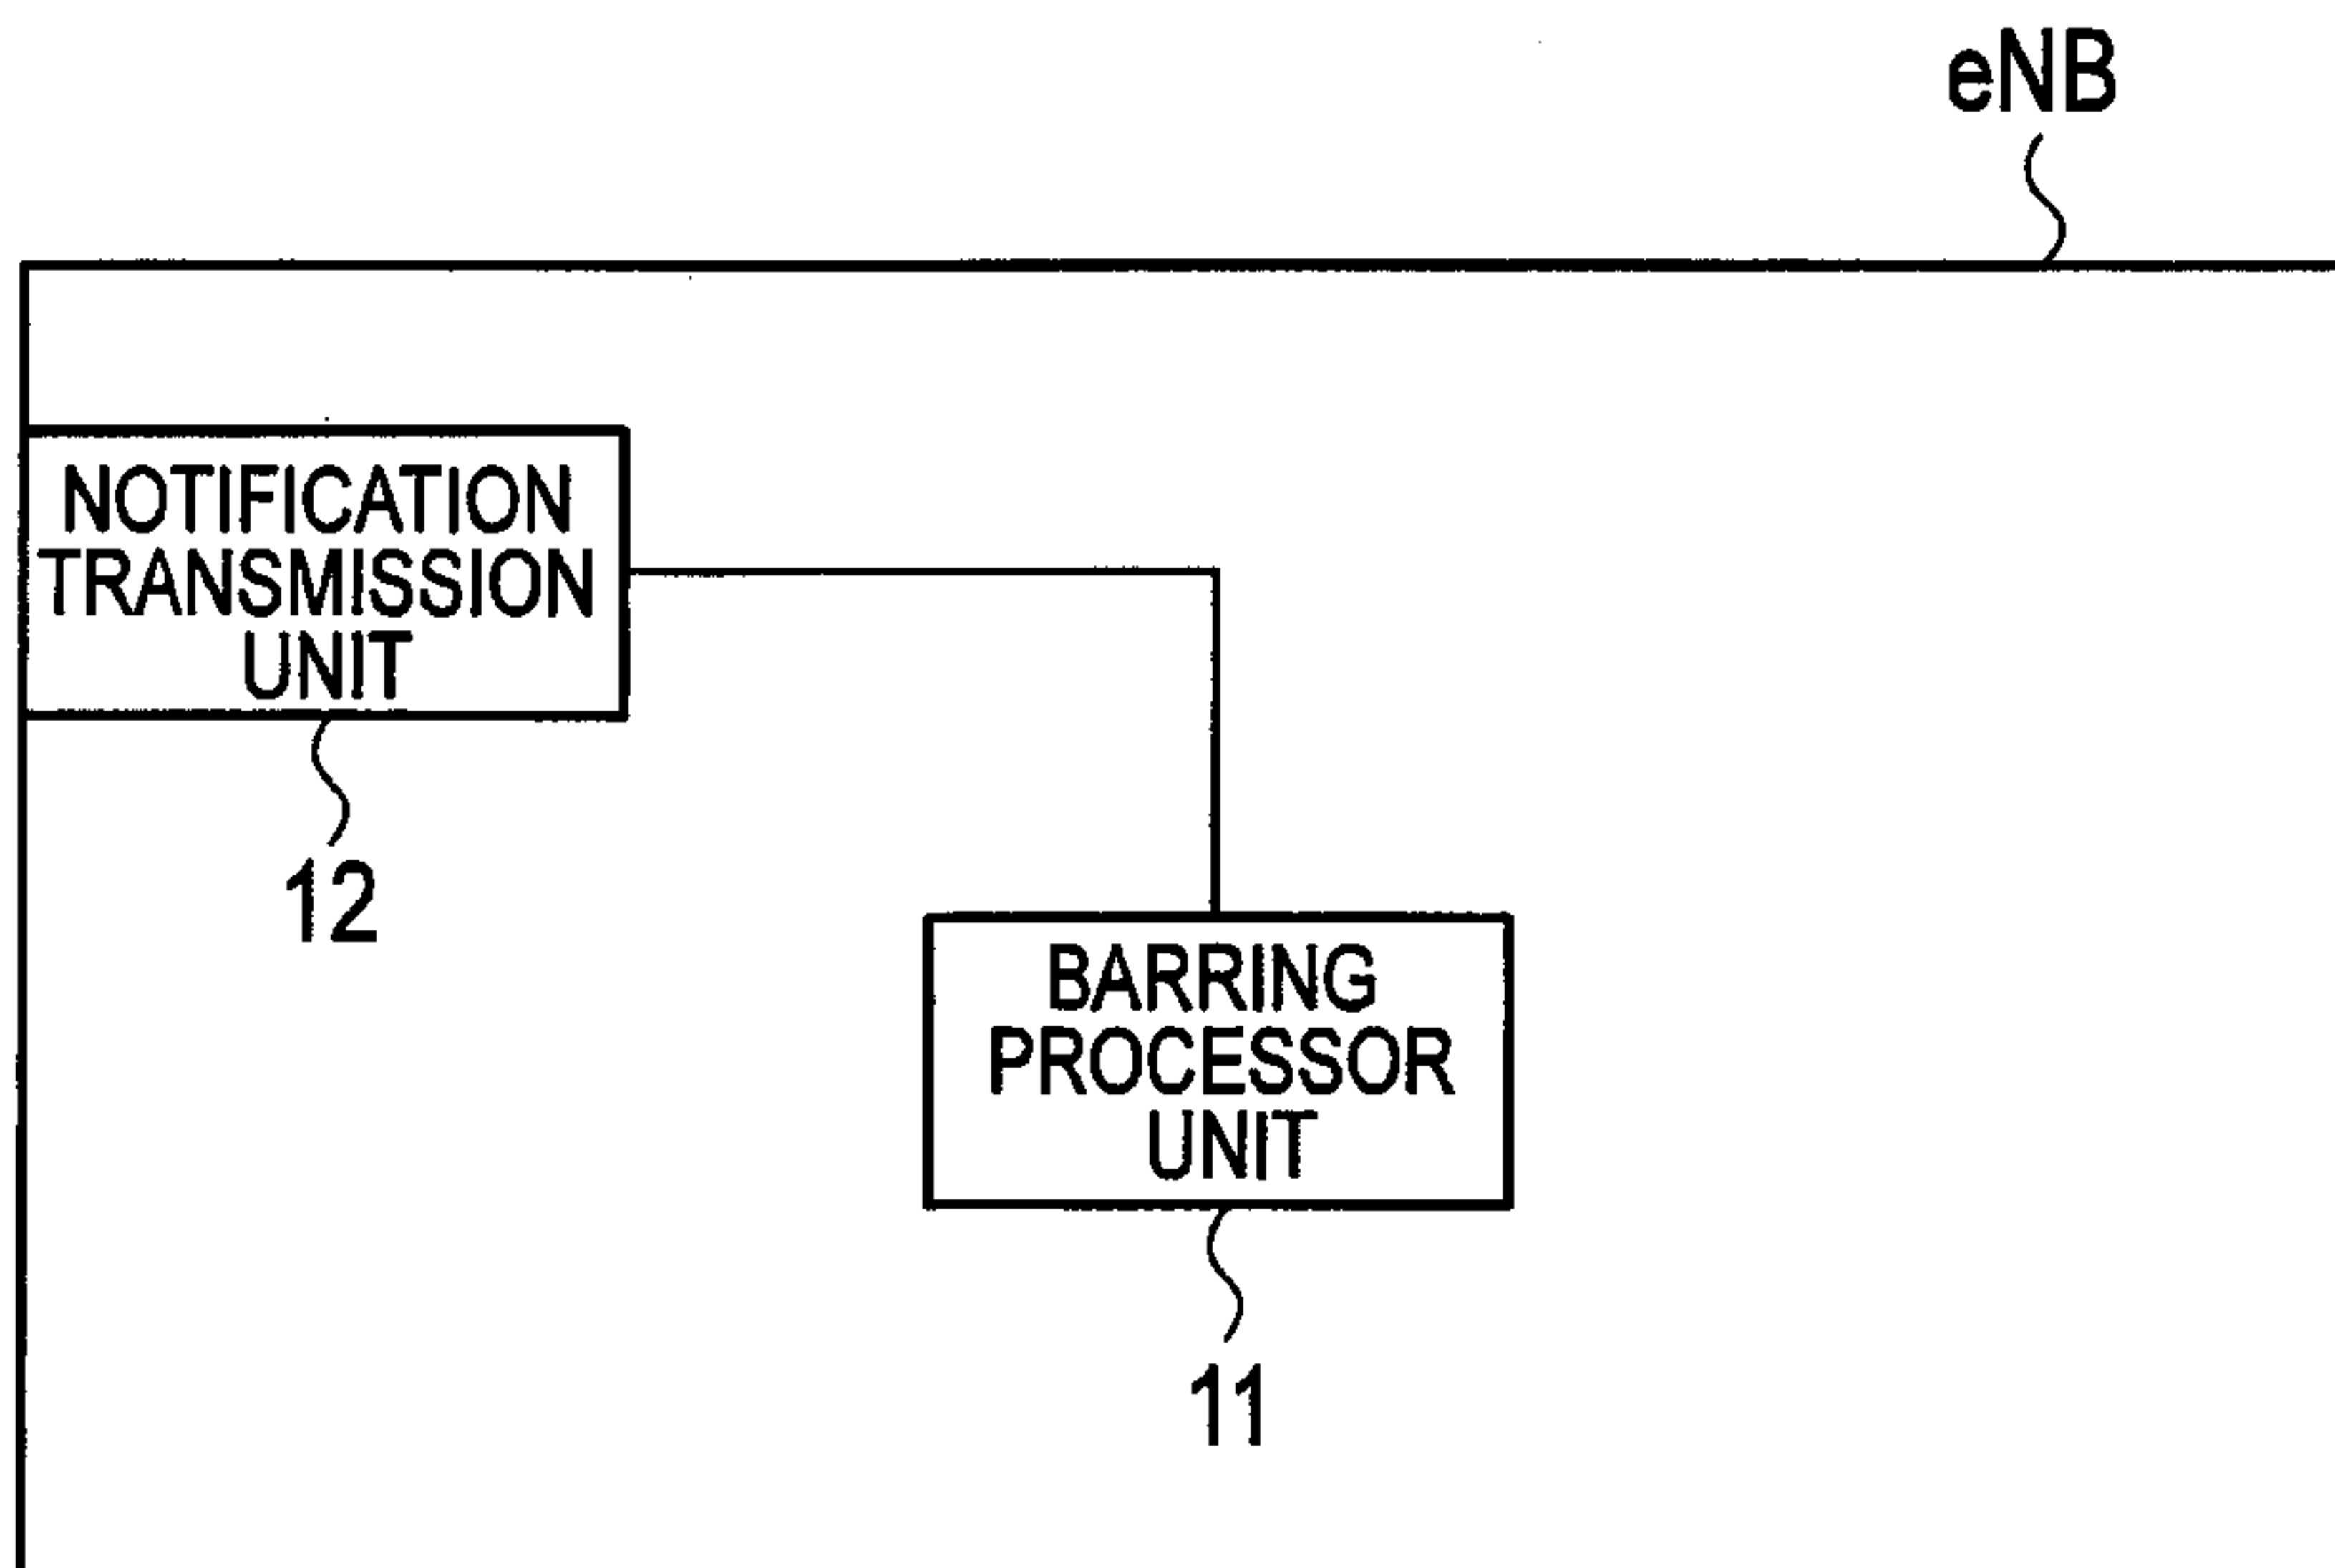 eNB
NOTIFICATION
TRANSMISSION
UNIT
12
BARRING
PROCESSOR
UNIT
11